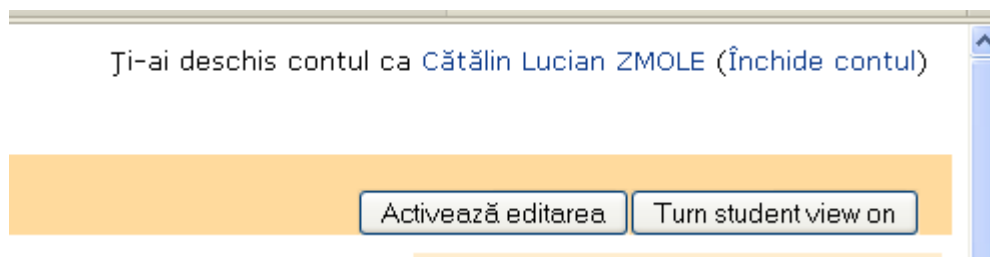 Ţi-ai deschis contul ca Cătălin Lucian ZMOLE (Închide contul)
Activează editarea Turn student view on